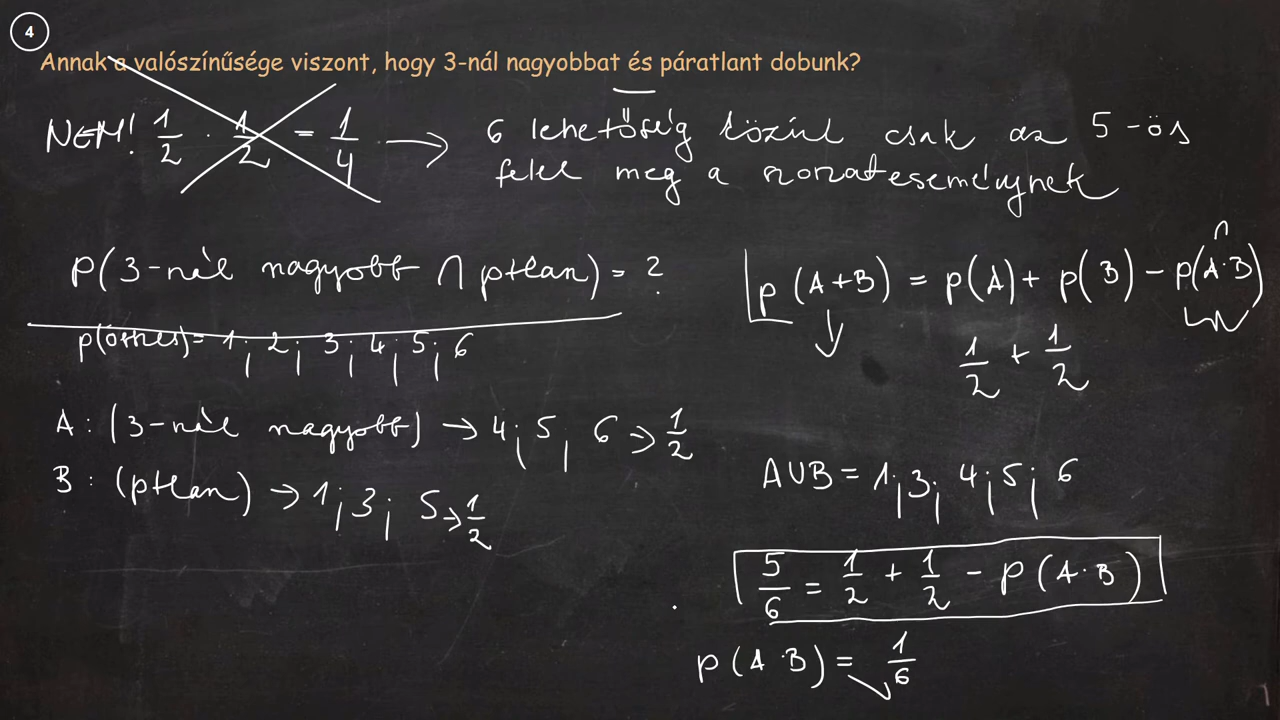 4
Annak a valószínűsége viszont, hogy 3-nál nagyobbat és páratlant dobunk?
NEM! 1/2 · 1/2 = 1/4 → 6 lehetőség közül csak az 5-ös
felel meg a szorzateseménynek
P(3-nál nagyobb ∩ ptlan) = ?
p(összes) = 1; 2; 3; 4; 5; 6
A: (3-nál nagyobb) → 4; 5; 6 ⇒ 1/2
B: (ptlan) → 1; 3; 5 ⇒ 1/2
∩
p(A+B) = p(A) + p(B) − p(A·B)
1/2 + 1/2
A∪B = 1; 3; 4; 5; 6
5/6 = 1/2 + 1/2 − P(A·B)
p(A·B) = 1/6